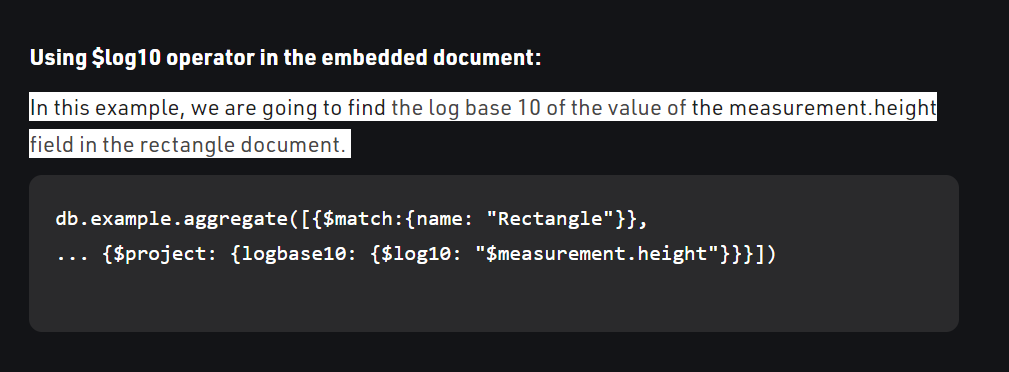 Using $log10 operator in the embedded document:
In this example, we are going to find the log base 10 of the value of the measurement.height
field in the rectangle document.
db.example.aggregate([{$match:{name: "Rectangle"}},
... {$project: {logbase10: {$log10: "$measurement.height"}}}])